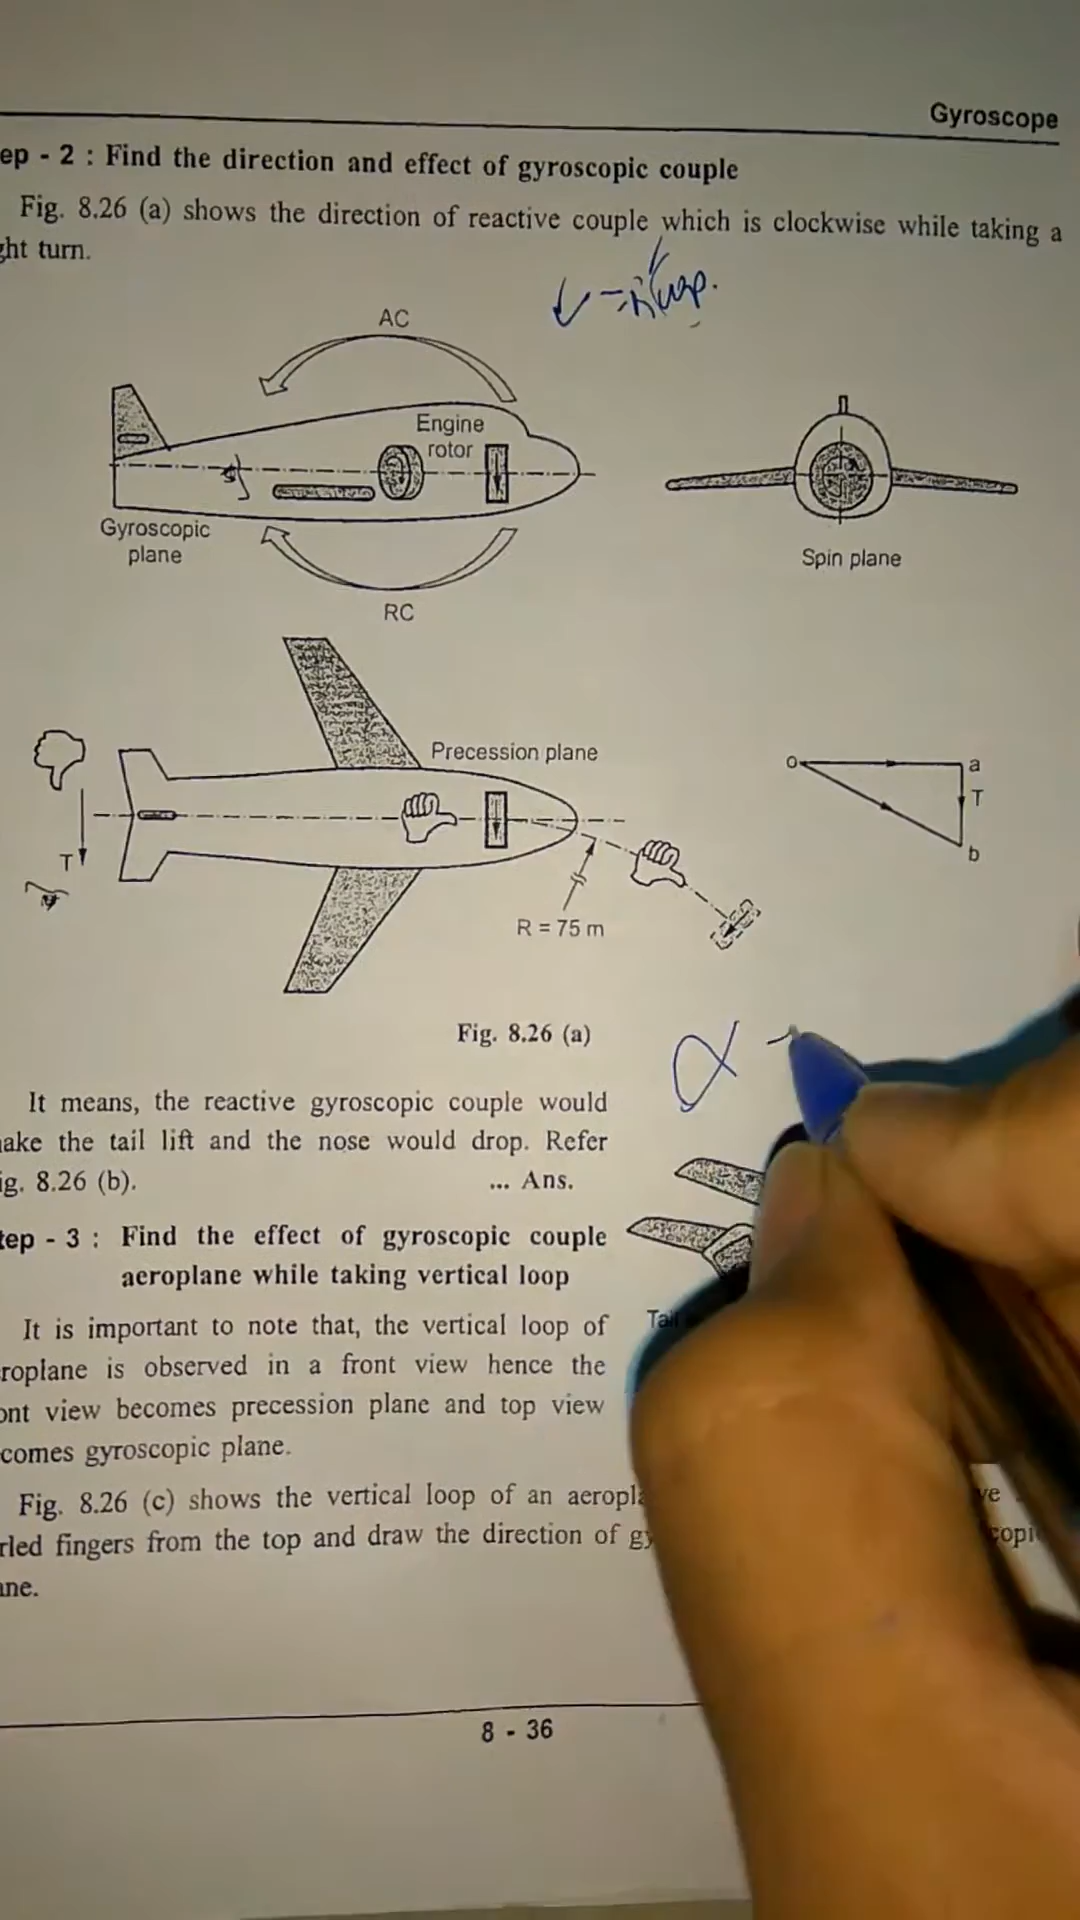 Gyroscope
ep - 2 : Find the direction and effect of gyroscopic couple
Fig. 8.26 (a) shows the direction of reactive couple which is clockwise while taking a
ght turn.
AC
Engine
rotor
Gyroscopic
plane
Spin plane
RC
Precession plane
o
a
T
b
T
R = 75 m
Fig. 8.26 (a)
α
It means, the reactive gyroscopic couple would
ake the tail lift and the nose would drop. Refer
ig. 8.26 (b).
... Ans.
tep - 3 : Find the effect of gyroscopic couple
aeroplane while taking vertical loop
It is important to note that, the vertical loop of
roplane is observed in a front view hence the
ont view becomes precession plane and top view
comes gyroscopic plane.
Tail
Fig. 8.26 (c) shows the vertical loop of an aeropl
ve
rled fingers from the top and draw the direction of gy
copic
ane.
8 - 36